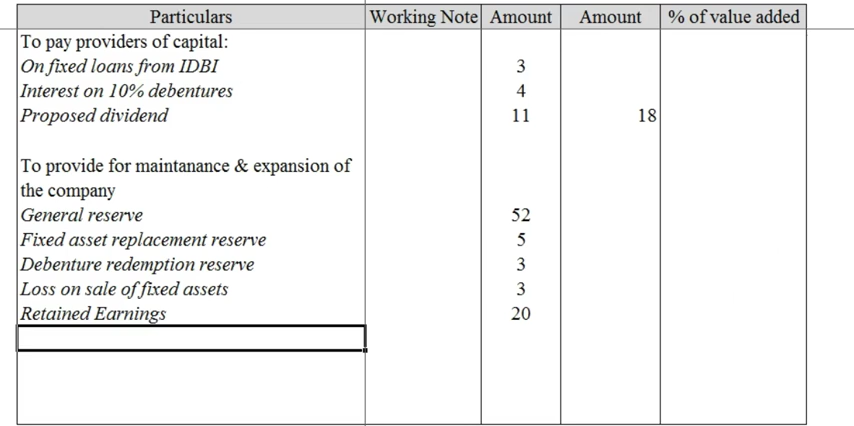 Particulars Working Note Amount Amount % of value added
To pay providers of capital:
On fixed loans from IDBI 3
Interest on 10% debentures 4
Proposed dividend 11 18
To provide for maintanance & expansion of
the company
General reserve 52
Fixed asset replacement reserve 5
Debenture redemption reserve 3
Loss on sale of fixed assets 3
Retained Earnings 20